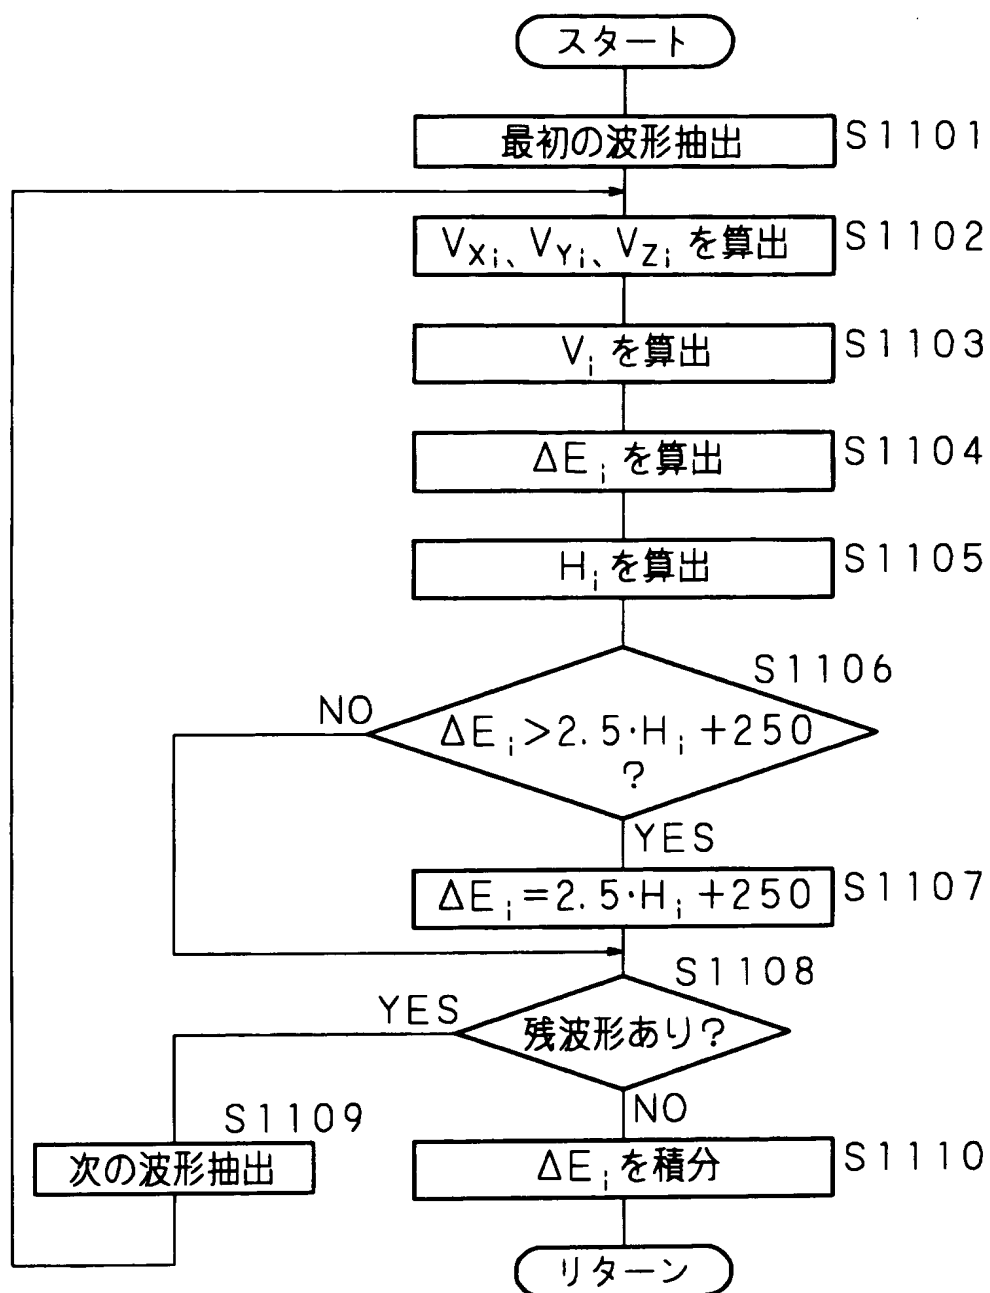 スタート
最初の波形抽出 S1101
VXi、VYi、VZi を算出 S1102
Vi を算出 S1103
ΔEi を算出 S1104
Hi を算出 S1105
S1106
NO
ΔEi>2.5·Hi+250
?
YES
ΔEi=2.5·Hi+250 S1107
S1108
YES
残波形あり?
NO
S1109
次の波形抽出
ΔEi を積分 S1110
リターン